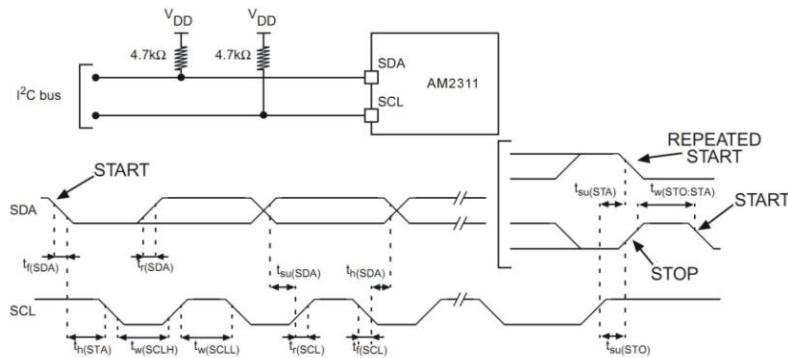 VDD VDD
4.7kΩ 4.7kΩ
SDA
I²C bus AM2311
SCL
REPEATED
START
START
tsu(STA) tw(STO:STA)
SDA START
tf(SDA) tr(SDA) tsu(SDA) th(SDA)
STOP
SCL
th(STA) tw(SCLH) tw(SCLL) tr(SCL) tf(SCL) tsu(STO)